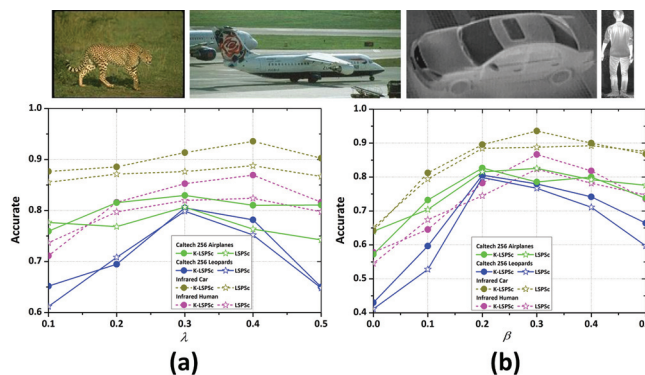 1.0
0.9
0.8
0.7
0.6
Accurate
Caltech 256 Airplanes
K-LSPSc LSPSc
Caltech 256 Leopards
K-LSPSc LSPSc
Infrared Car
K-LSPSc LSPSc
Infrared Human
K-LSPSc LSPSc
0.1 0.2 0.3 0.4 0.5
λ
(a)
1.0
0.9
0.8
0.7
0.6
0.5
0.4
Accurate
Caltech 256 Airplanes
K-LSPSc LSPSc
Caltech 256 Leopards
K-LSPSc LSPSc
Infrared Car
K-LSPSc LSPSc
Infrared Human
K-LSPSc LSPSc
0.0 0.1 0.2 0.3 0.4
β
(b)